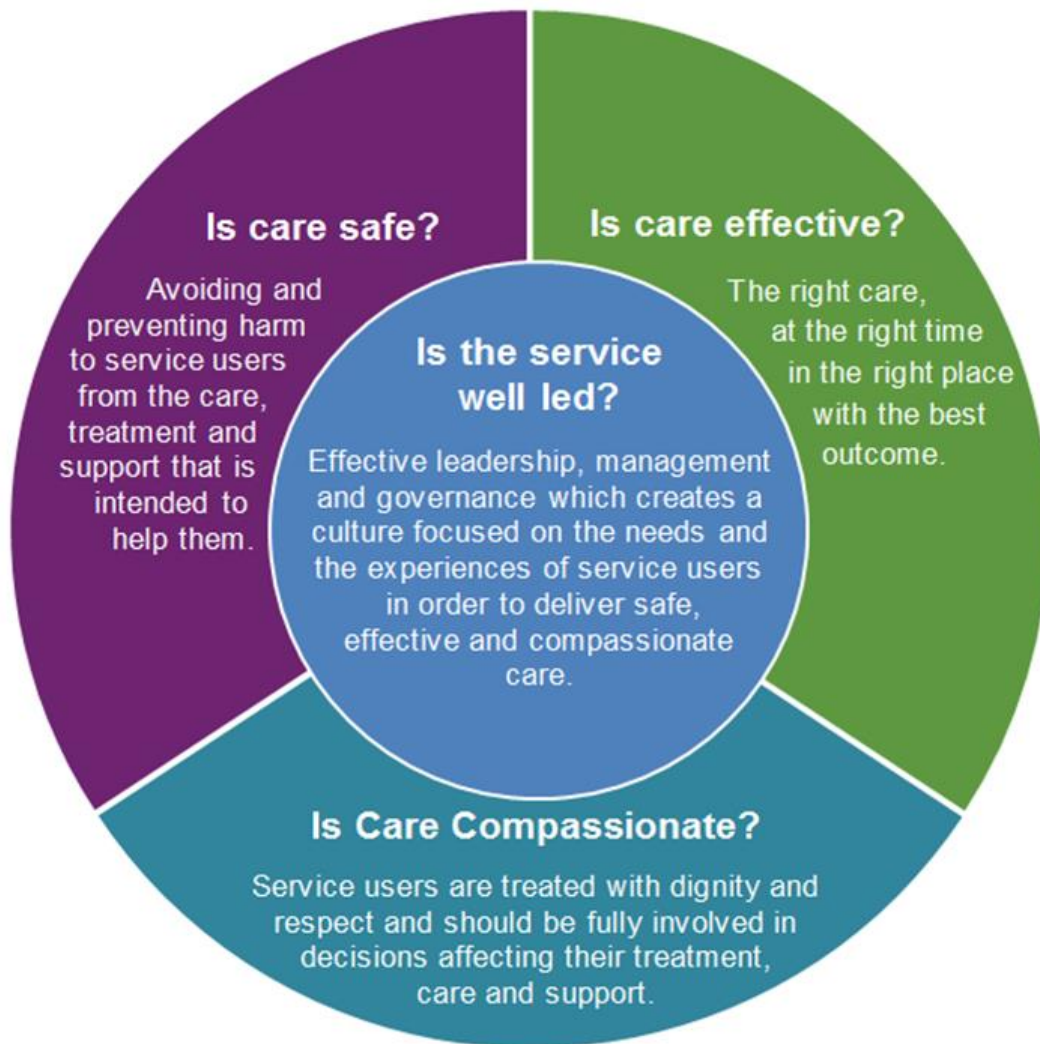 Is care safe?
Avoiding and
preventing harm
to service users
from the care,
treatment and
support that is
intended to
help them.
Is care effective?
The right care,
at the right time
in the right place
with the best
outcome.
Is the service
well led?
Effective leadership, management
and governance which creates a
culture focused on the needs and
the experiences of service users
in order to deliver safe,
effective and compassionate
care.
Is Care Compassionate?
Service users are treated with dignity and
respect and should be fully involved in
decisions affecting their treatment,
care and support.